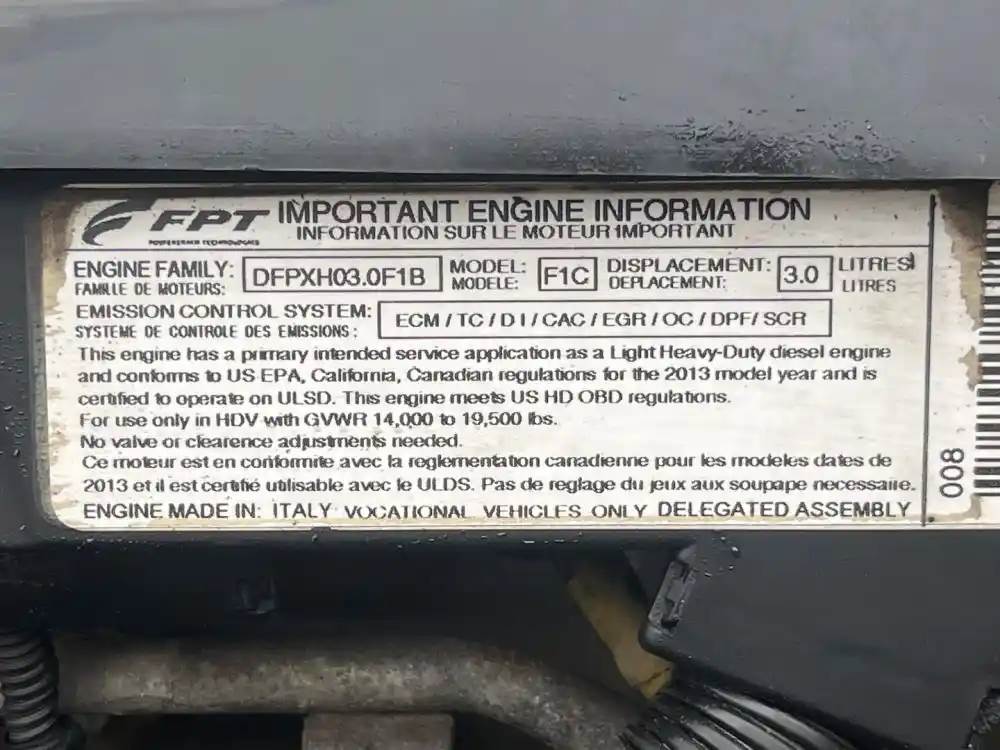 FPT IMPORTANT ENGINE INFORMATION
POWERTRAIN TECHNOLOGIES INFORMATION SUR LE MOTEUR IMPORTANT
ENGINE FAMILY: DFPXH03.0F1B MODEL: F1C DISPLACEMENT: 3.0 LITRES
FAMILLE DE MOTEURS: MODELE: DEPLACEMENT: LITRES
EMISSION CONTROL SYSTEM: ECM / TC / D I / CAC / EGR / OC / DPF/ SCR
SYSTEME DE CONTROLE DES EMISSIONS :
This engine has a primary intended service application as a Light Heavy-Duty diesel engine
and conforms to US EPA, California, Canadian regulations for the 2013 model year and is
certified to operate on ULSD. This engine meets US HD OBD regulations.
For use only in HDV with GVWR 14,000 to 19,500 lbs.
No valve or clearence adjustments needed.
Ce moteur est en conformite avec la reglementation canadienne pour les modeles dates de
2013 et il est certifié utilisable avec le ULDS. Pas de reglage du jeux aux soupape necessaire.
ENGINE MADE IN: ITALY VOCATIONAL VEHICLES ONLY DELEGATED ASSEMBLY
008